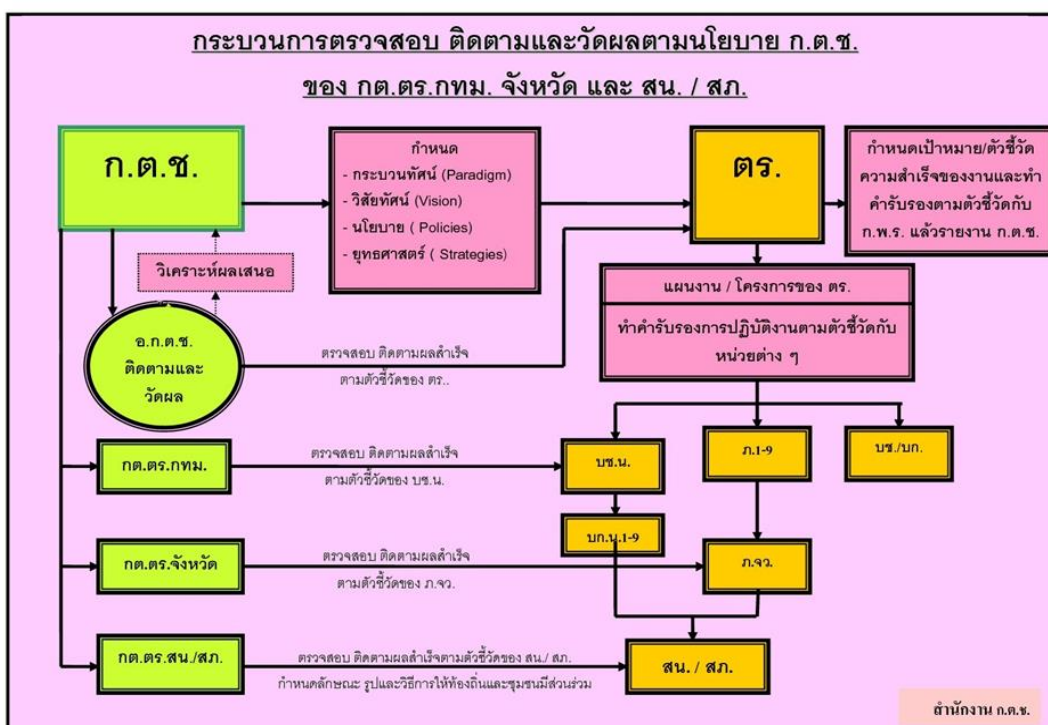 กระบวนการตรวจสอบ ติดตามและวัดผลตามนโยบาย ก.ต.ช.
ของ กต.ตร.กทม. จังหวัด และ สน. / สภ.
ก.ต.ช.
กำหนด
- กระบวนทัศน์ (Paradigm)
- วิสัยทัศน์ (Vision)
- นโยบาย ( Policies)
- ยุทธศาสตร์ ( Strategies)
ตร.
กำหนดเป้าหมาย/ตัวชี้วัด
ความสำเร็จของงานและทำ
คำรับรองตามตัวชี้วัดกับ
ก.พ.ร. แล้วรายงาน ก.ต.ช.
วิเคราะห์ผลเสนอ
แผนงาน / โครงการของ ตร.
ทำคำรับรองการปฏิบัติงานตามตัวชี้วัดกับ
หน่วยต่าง ๆ
อ.ก.ต.ช.
ติดตามและ
วัดผล
ตรวจสอบ ติดตามผลสำเร็จ
ตามตัวชี้วัดของ ตร..
กต.ตร.กทม.
ตรวจสอบ ติดตามผลสำเร็จ
ตามตัวชี้วัดของ บช.น.
บช.น.
ภ.1-9
บช./บก.
บก.น.1-9
กต.ตร.จังหวัด
ตรวจสอบ ติดตามผลสำเร็จ
ตามตัวชี้วัดของ ภ.จว.
ภ.จว.
กต.ตร.สน./สภ.
ตรวจสอบ ติดตามผลสำเร็จตามตัวชี้วัดของ สน./ สภ.
กำหนดลักษณะ รูปและวิธีการให้ท้องถิ่นและชุมชนมีส่วนร่วม
สน. / สภ.
สำนักงาน ก.ต.ช.